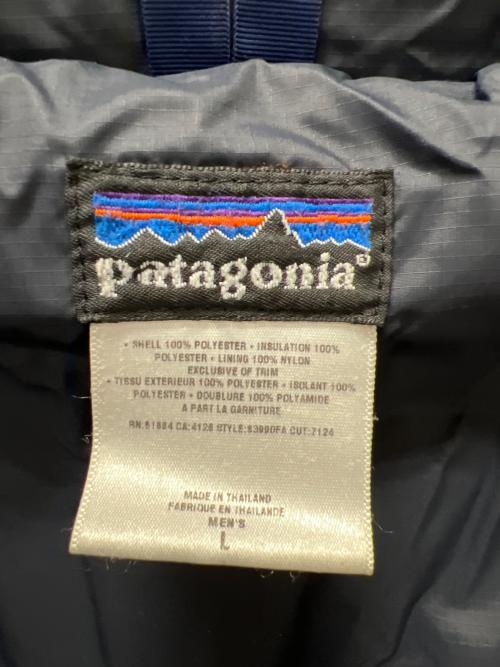 patagonia®
• SHELL 100% POLYESTER • INSULATION 100%
POLYESTER • LINING 100% NYLON
EXCLUSIVE OF TRIM
• TISSU EXTERIEUR 100% POLYESTER • ISOLANT 100%
POLYESTER • DOUBLURE 100% POLYAMIDE
A PART LA GARNITURE
RN:51884 CA:4128 STYLE:83990FA CUT:7124
MADE IN THAILAND
FABRIQUE EN THAILANDE
MEN'S
L